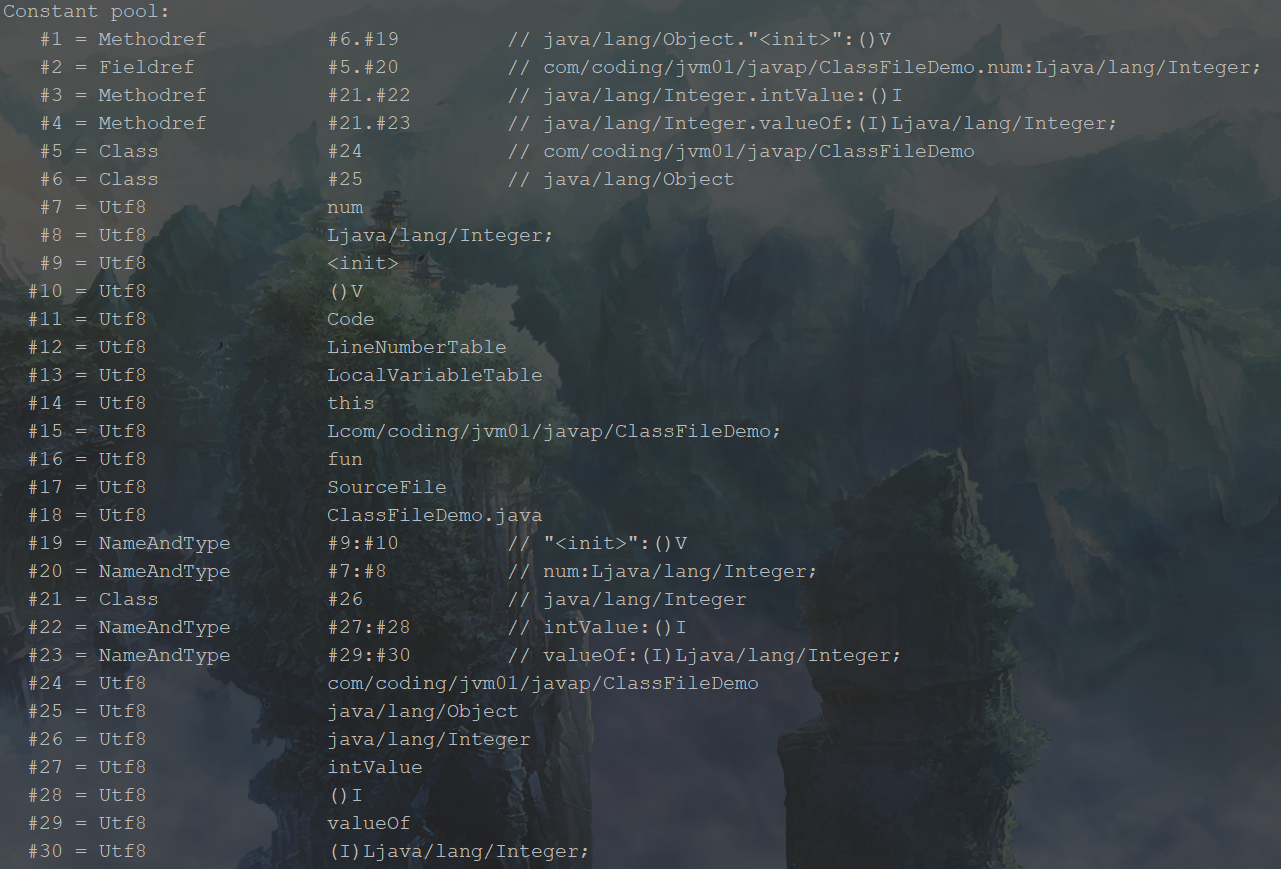 Constant pool:
#1 = Methodref #6.#19 // java/lang/Object."<init>":()V
#2 = Fieldref #5.#20 // com/coding/jvm01/javap/ClassFileDemo.num:Ljava/lang/Integer;
#3 = Methodref #21.#22 // java/lang/Integer.intValue:()I
#4 = Methodref #21.#23 // java/lang/Integer.valueOf:(I)Ljava/lang/Integer;
#5 = Class #24 // com/coding/jvm01/javap/ClassFileDemo
#6 = Class #25 // java/lang/Object
#7 = Utf8 num
#8 = Utf8 Ljava/lang/Integer;
#9 = Utf8 <init>
#10 = Utf8 ()V
#11 = Utf8 Code
#12 = Utf8 LineNumberTable
#13 = Utf8 LocalVariableTable
#14 = Utf8 this
#15 = Utf8 Lcom/coding/jvm01/javap/ClassFileDemo;
#16 = Utf8 fun
#17 = Utf8 SourceFile
#18 = Utf8 ClassFileDemo.java
#19 = NameAndType #9:#10 // "<init>":()V
#20 = NameAndType #7:#8 // num:Ljava/lang/Integer;
#21 = Class #26 // java/lang/Integer
#22 = NameAndType #27:#28 // intValue:()I
#23 = NameAndType #29:#30 // valueOf:(I)Ljava/lang/Integer;
#24 = Utf8 com/coding/jvm01/javap/ClassFileDemo
#25 = Utf8 java/lang/Object
#26 = Utf8 java/lang/Integer
#27 = Utf8 intValue
#28 = Utf8 ()I
#29 = Utf8 valueOf
#30 = Utf8 (I)Ljava/lang/Integer;